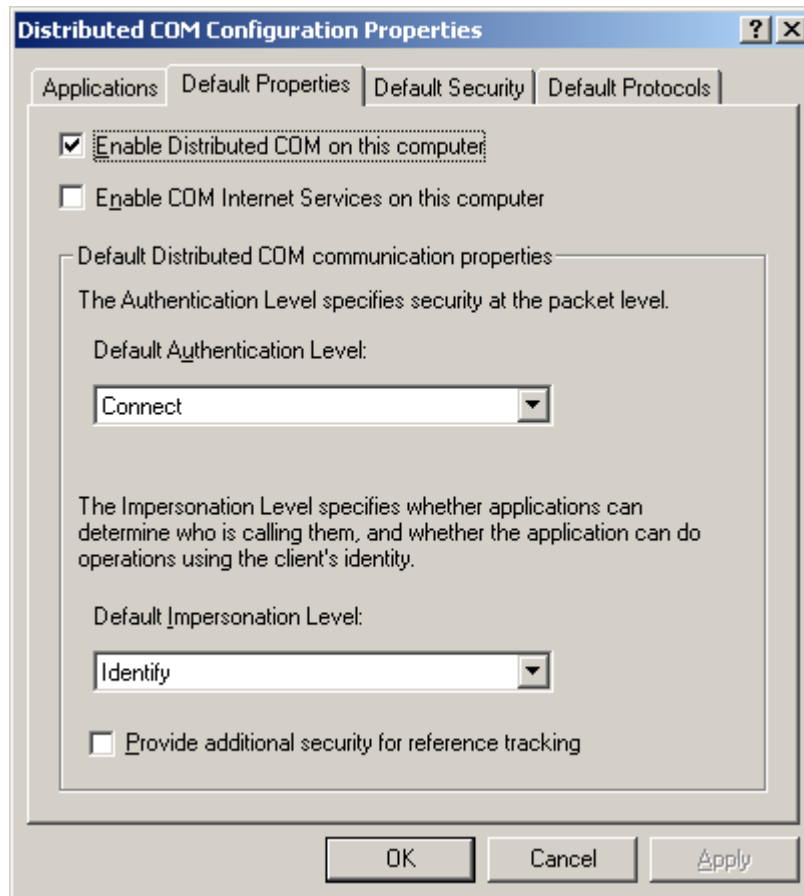 Distributed COM Configuration Properties
Applications
Default Properties
Default Security
Default Protocols
Enable Distributed COM on this computer
Enable COM Internet Services on this computer
Default Distributed COM communication properties
The Authentication Level specifies security at the packet level.
Default Authentication Level:
Connect
The Impersonation Level specifies whether applications can
determine who is calling them, and whether the application can do
operations using the client's identity.
Default Impersonation Level:
Identify
Provide additional security for reference tracking
OK
Cancel
Apply